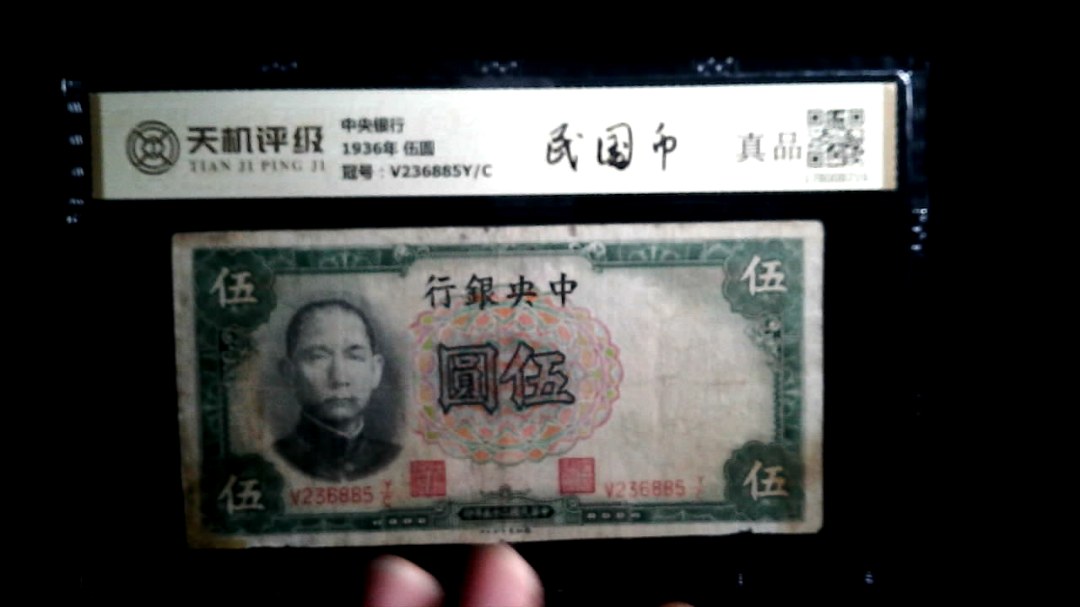 天机评级
TIAN JI PING JI
中央银行
1936年 伍圆
冠号：V236885Y/C
民国币
真品
伍
伍
行銀央中
圓伍
伍
伍
V236885 Y/C
V236885 Y/C